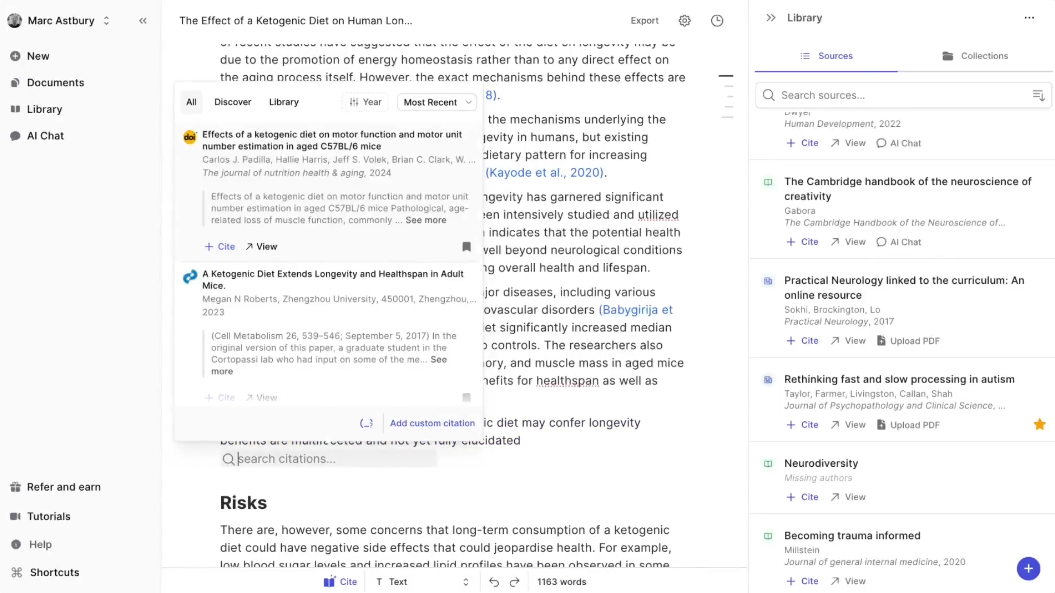 Marc Astbury
New
Documents
Library
AI Chat
Refer and earn
Tutorials
Help
Shortcuts
The Effect of a Ketogenic Diet on Human Lon...
Export
of recent studies have suggested that the effect of the diet on longevity may be
due to the promotion of energy homeostasis rather than to any direct effect on
the aging process itself. However, the exact mechanisms behind these effects are
8).
the mechanisms underlying the
gevity in humans, but existing
dietary pattern for increasing
(Kayode et al., 2020).
ngevity has garnered significant
een intensively studied and utilized
indicates that the potential health
well beyond neurological conditions
ng overall health and lifespan.
jor diseases, including various
ovascular disorders (Babygirija et
et significantly increased median
o controls. The researchers also
ory, and muscle mass in aged mice
nefits for healthspan as well as
ic diet may confer longevity
benefits are multifaceted and not yet fully elucidated
search citations...
Risks
There are, however, some concerns that long-term consumption of a ketogenic
diet could have negative side effects that could jeopardise health. For example,
low blood sugar levels and increased lipid profiles have been observed in some
Cite
T Text
1163 words
All
Discover
Library
Year
Most Recent
doi
Effects of a ketogenic diet on motor function and motor unit
number estimation in aged C57BL/6 mice
Carlos J. Padilla, Hallie Harris, Jeff S. Volek, Brian C. Clark, W. ...
The journal of nutrition health & aging, 2024
Effects of a ketogenic diet on motor function and motor unit
number estimation in aged C57BL/6 mice Pathological, age-
related loss of muscle function, commonly ... See more
+ Cite
View
A Ketogenic Diet Extends Longevity and Healthspan in Adult
Mice.
Megan N Roberts, Zhengzhou University, 450001, Zhengzhou,...
2023
(Cell Metabolism 26, 539–546; September 5, 2017) In the
original version of this paper, a graduate student in the
Cortopassi lab who had input on some of the me... See
more
+ Cite
View
{...}
Add custom citation
Library
Sources
Collections
Search sources...
Dwyer
Human Development, 2022
+ Cite
View
AI Chat
The Cambridge handbook of the neuroscience of
creativity
Gabora
The Cambridge Handbook of the Neuroscience of...
+ Cite
View
AI Chat
Practical Neurology linked to the curriculum: An
online resource
Sokhi, Brockington, Lo
Practical Neurology, 2017
+ Cite
View
Upload PDF
Rethinking fast and slow processing in autism
Taylor, Farmer, Livingston, Callan, Shah
Journal of Psychopathology and Clinical Science, ...
+ Cite
View
Upload PDF
Neurodiversity
Missing authors
+ Cite
View
Becoming trauma informed
Millstein
Journal of general internal medicine, 2020
+ Cite
View